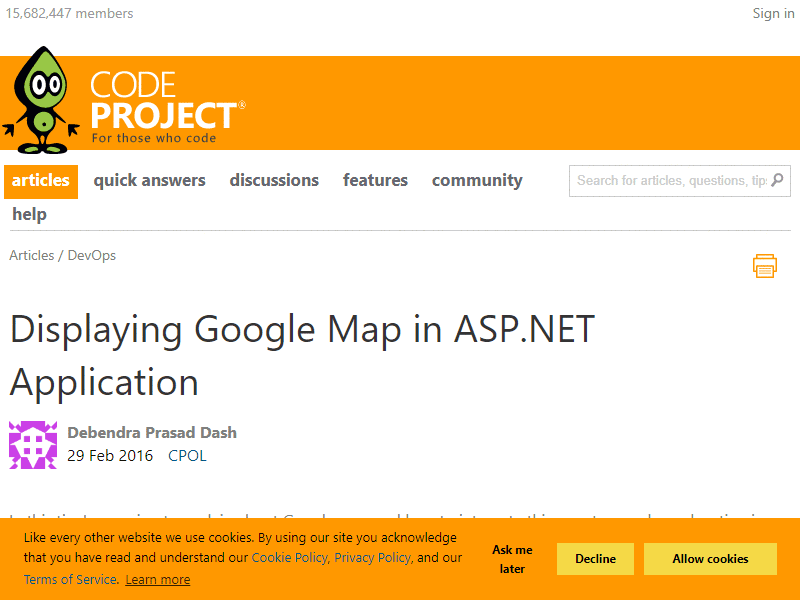 15,682,447 members
Sign in
CODE
PROJECT®
For those who code
articles quick answers discussions features community
Search for articles, questions, tips
help
Articles / DevOps
Displaying Google Map in ASP.NET
Application
Debendra Prasad Dash
29 Feb 2016 CPOL
Like every other website we use cookies. By using our site you acknowledge
that you have read and understand our Cookie Policy, Privacy Policy, and our
Terms of Service. Learn more
Ask me
later
Decline
Allow cookies